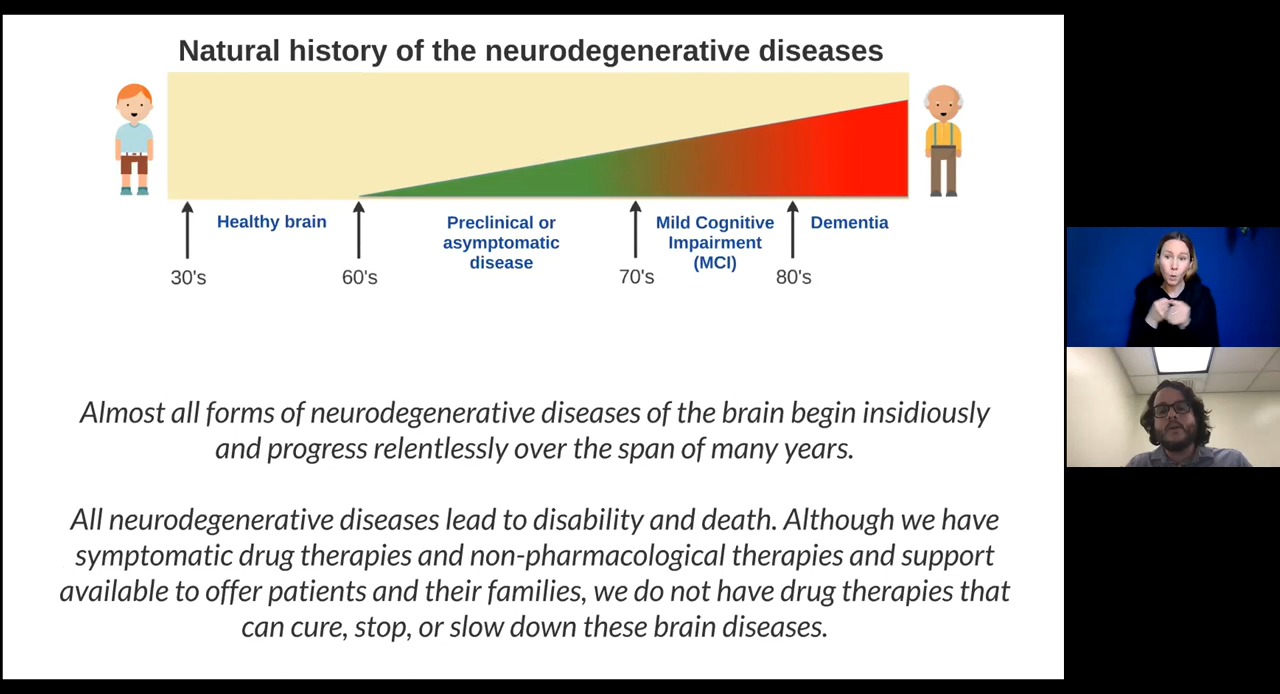 Natural history of the neurodegenerative diseases
Healthy brain
Preclinical or
asymptomatic
disease
Mild Cognitive
Impairment
(MCI)
Dementia
30's
60's
70's
80's
Almost all forms of neurodegenerative diseases of the brain begin insidiously
and progress relentlessly over the span of many years.
All neurodegenerative diseases lead to disability and death. Although we have
symptomatic drug therapies and non-pharmacological therapies and support
available to offer patients and their families, we do not have drug therapies that
can cure, stop, or slow down these brain diseases.